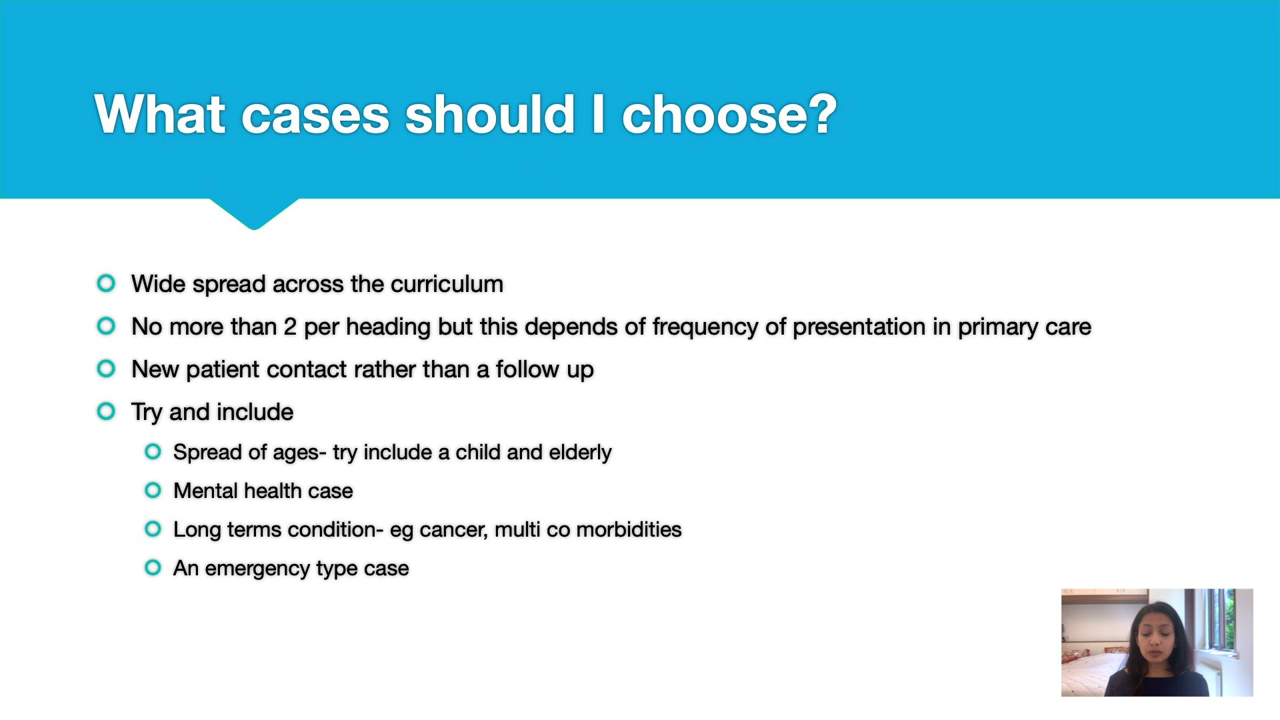 What cases should I choose?
Wide spread across the curriculum
No more than 2 per heading but this depends of frequency of presentation in primary care
New patient contact rather than a follow up
Try and include
Spread of ages- try include a child and elderly
Mental health case
Long terms condition- eg cancer, multi co morbidities
An emergency type case